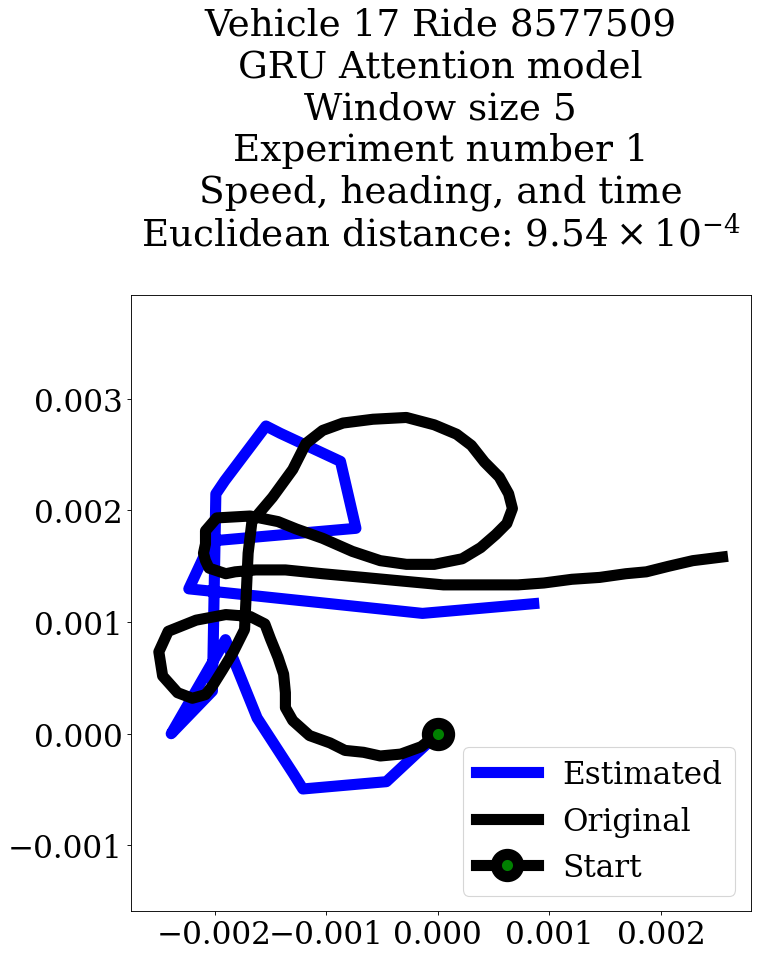 Vehicle 17 Ride 8577509
GRU Attention model
Window size 5
Experiment number 1
Speed, heading, and time
Euclidean distance: 9.54 × 10⁻⁴
0.003
0.002
0.001
0.000
−0.001
Estimated
Original
Start
−0.002 −0.001 0.000 0.001 0.002